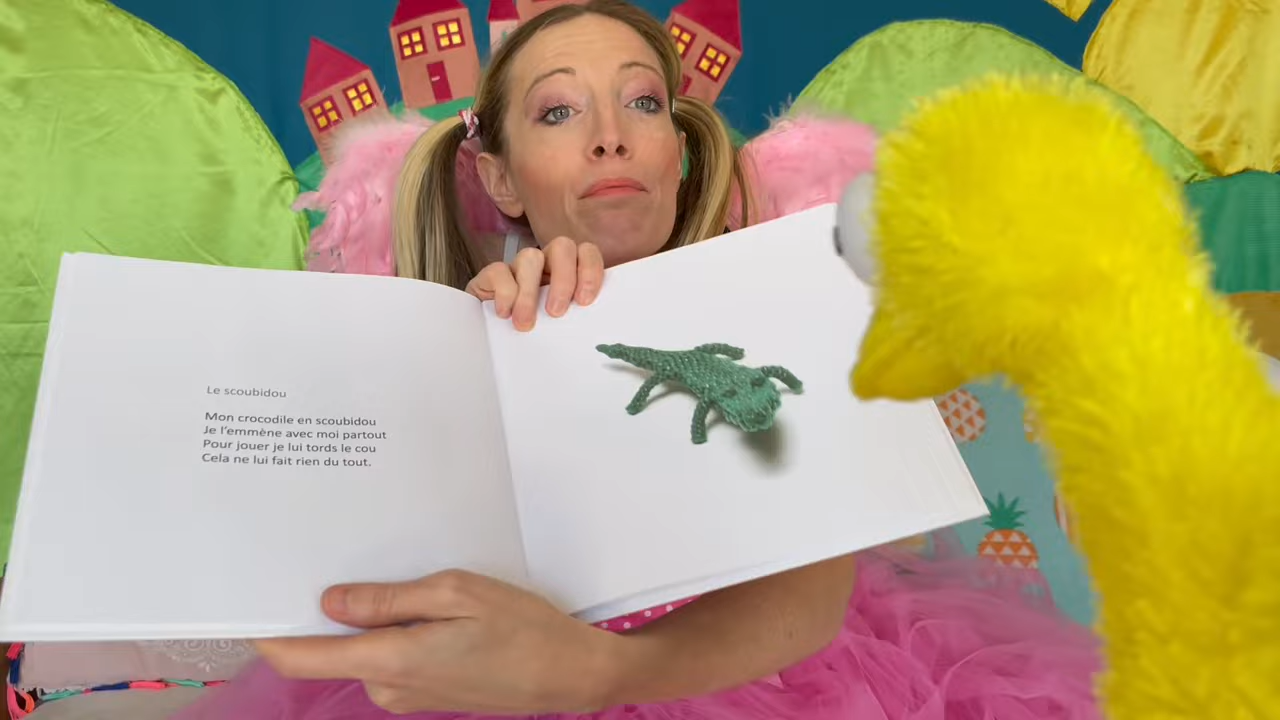 Le scoubidou
Mon crocodile en scoubidou
Je l'emmène avec moi partout
Pour jouer je lui tords le cou
Cela ne lui fait rien du tout.